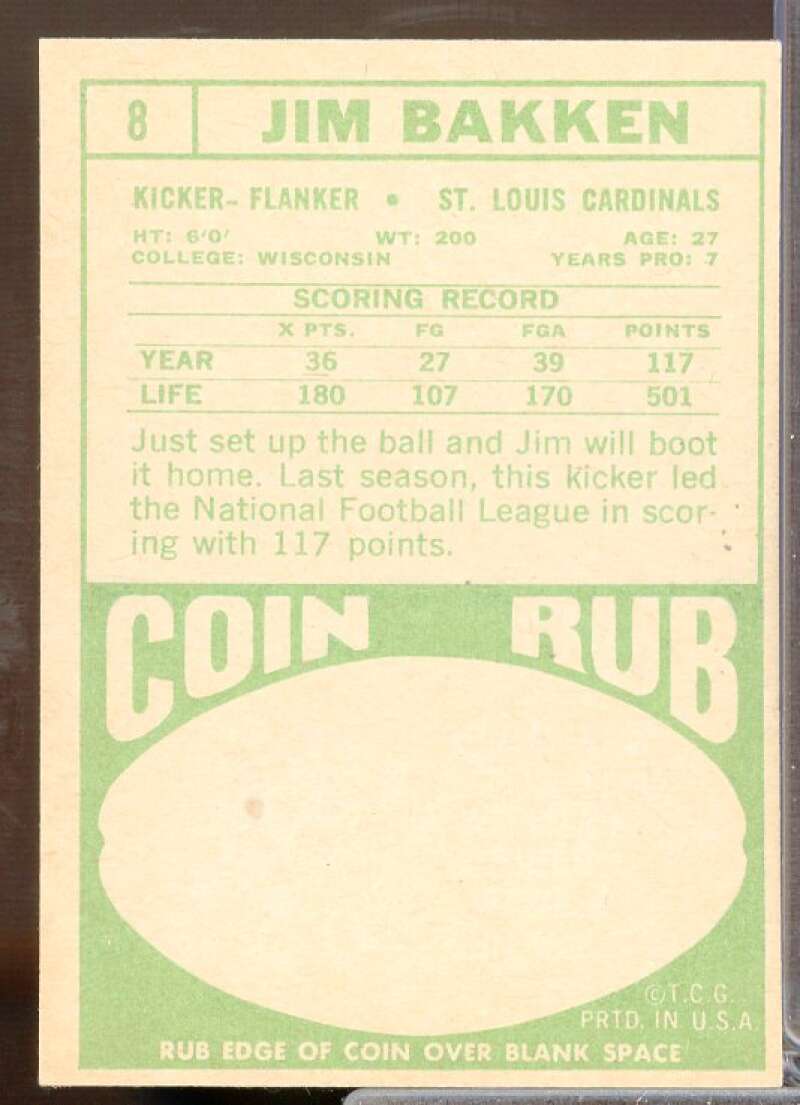 8 JIM BAKKEN
KICKER- FLANKER • ST. LOUIS CARDINALS
HT: 6'0' WT: 200 AGE: 27
COLLEGE: WISCONSIN YEARS PRO: 7
SCORING RECORD
X PTS. FG FGA POINTS
YEAR 36 27 39 117
LIFE 180 107 170 501
Just set up the ball and Jim will boot
it home. Last season, this kicker led
the National Football League in scor-
ing with 117 points.
COIN RUB
©T.C.G.
PRTD. IN U.S.A.
RUB EDGE OF COIN OVER BLANK SPACE